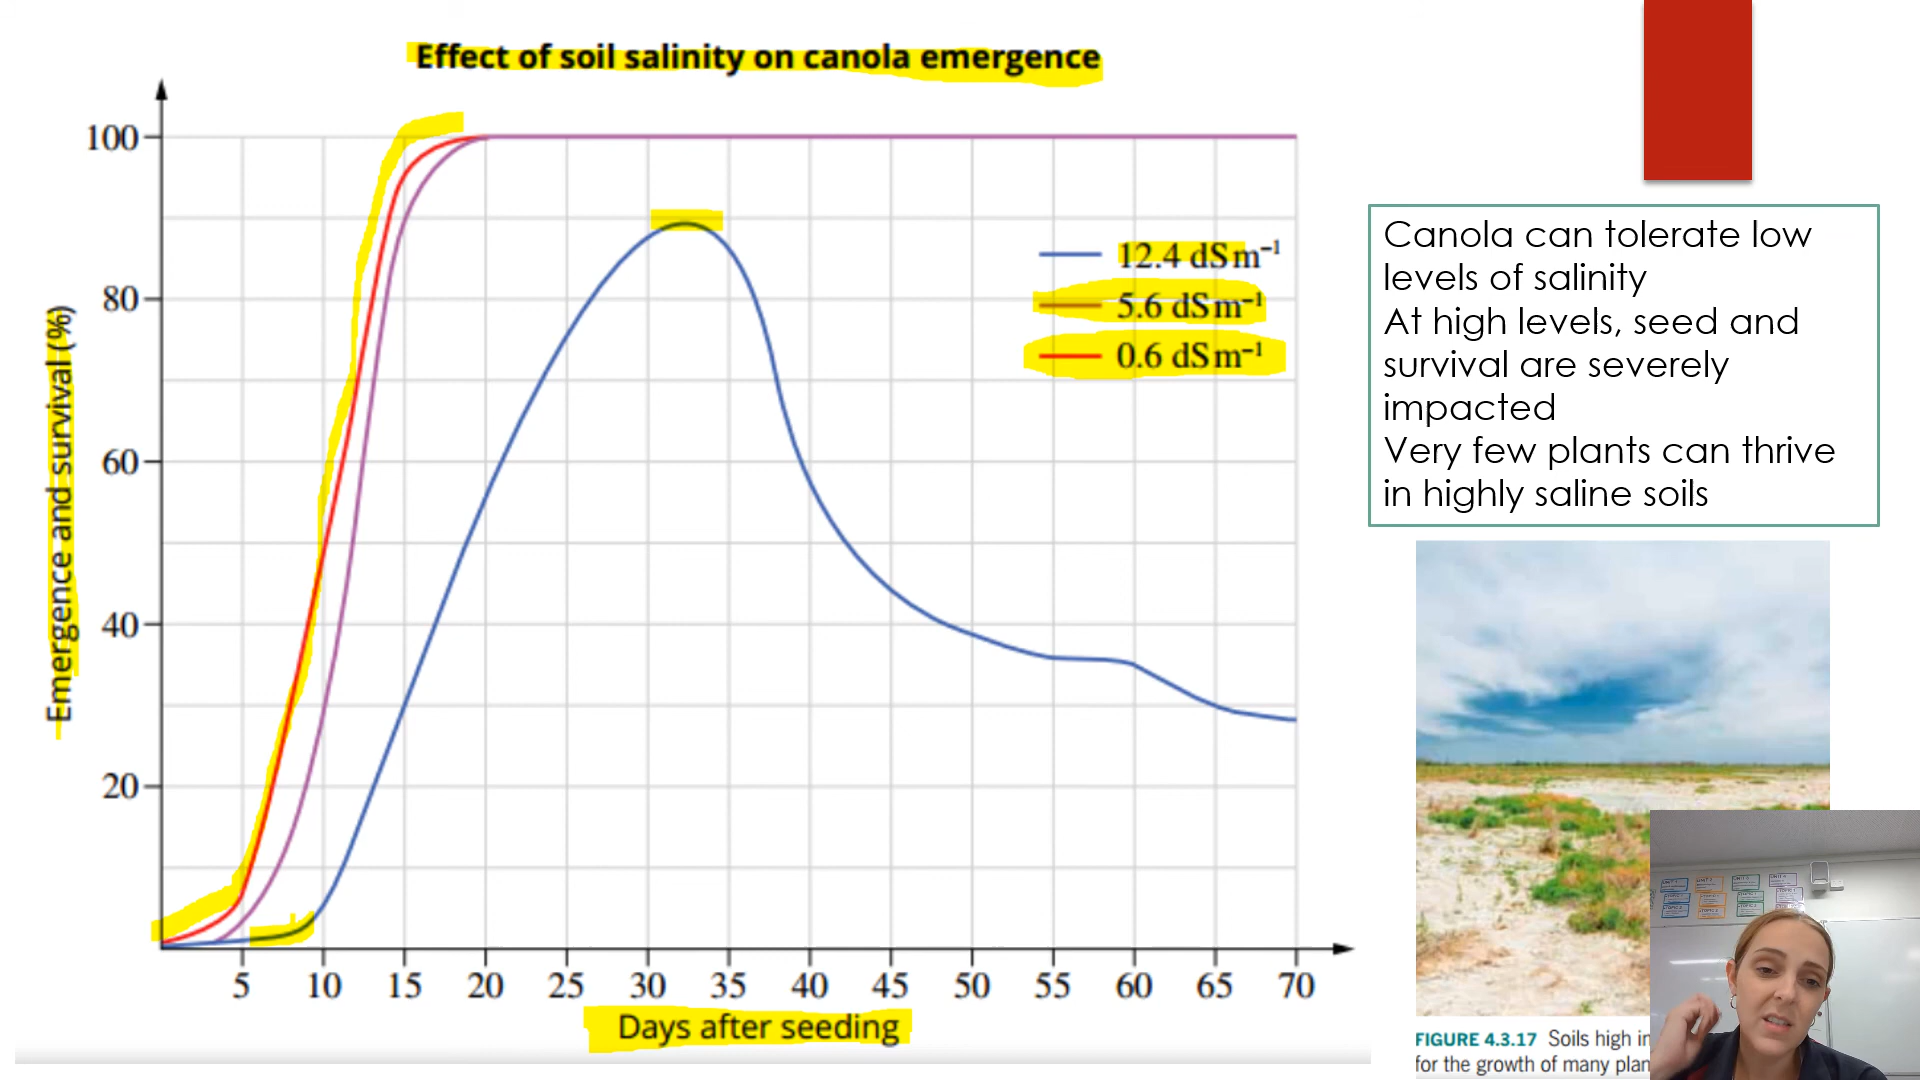 Effect of soil salinity on canola emergence
Emergence and survival (%)
100
80
60
40
20
12.4 dS m⁻¹
5.6 dS m⁻¹
0.6 dS m⁻¹
5 10 15 20 25 30 35 40 45 50 55 60 65 70
Days after seeding
Canola can tolerate low
levels of salinity
At high levels, seed and
survival are severely
impacted
Very few plants can thrive
in highly saline soils
FIGURE 4.3.17 Soils high in
for the growth of many